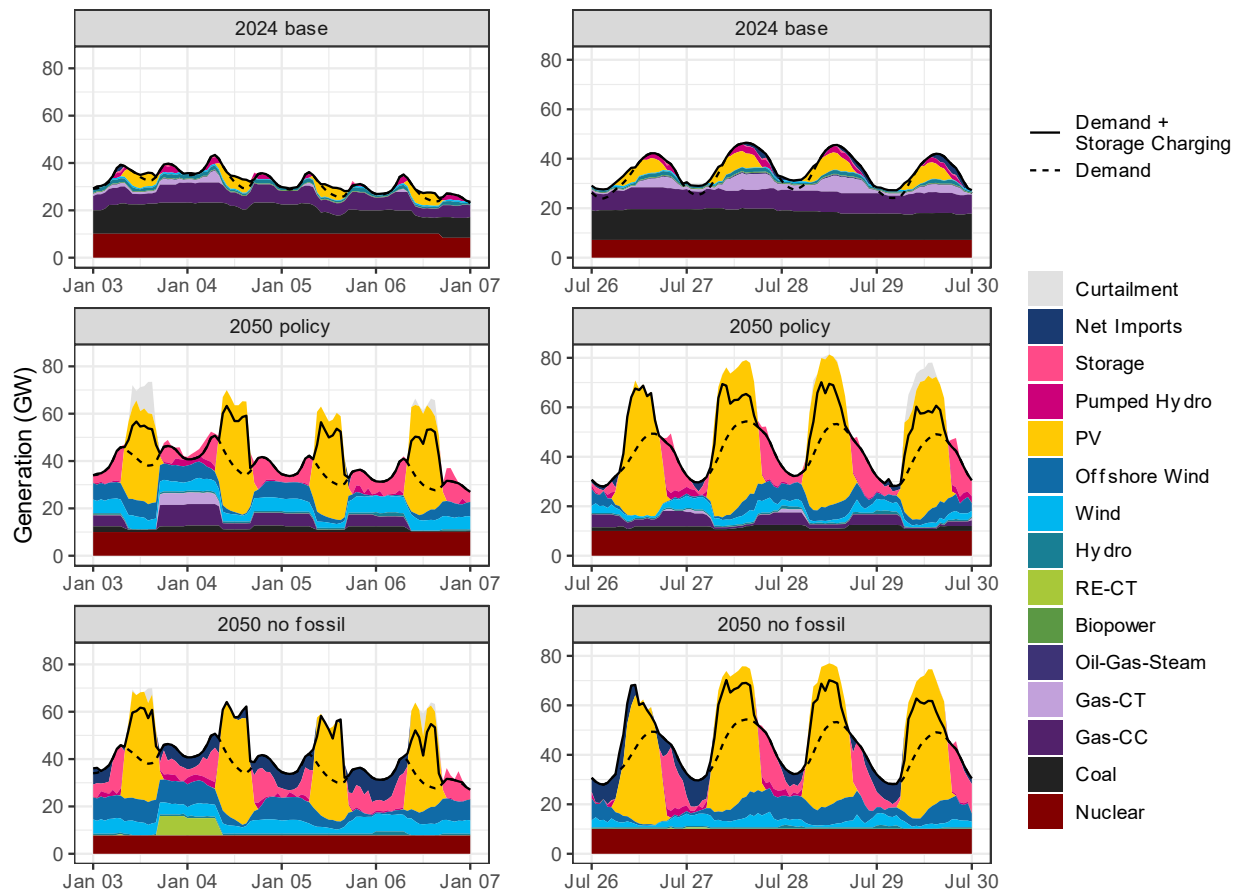 2024 base
80
60
40
20
0
Jan 03
Jan 04
Jan 05
Jan 06
Jan 07
2024 base
80
60
40
20
0
Jul 26
Jul 27
Jul 28
Jul 29
Jul 30
2050 policy
80
60
40
20
0
Jan 03
Jan 04
Jan 05
Jan 06
Jan 07
2050 policy
80
60
40
20
0
Jul 26
Jul 27
Jul 28
Jul 29
Jul 30
2050 no fossil
80
60
40
20
0
Jan 03
Jan 04
Jan 05
Jan 06
Jan 07
2050 no fossil
80
60
40
20
0
Jul 26
Jul 27
Jul 28
Jul 29
Jul 30
Generation (GW)
Demand +
Storage Charging
Demand
Curtailment
Net Imports
Storage
Pumped Hydro
PV
Offshore Wind
Wind
Hydro
RE-CT
Biopower
Oil-Gas-Steam
Gas-CT
Gas-CC
Coal
Nuclear